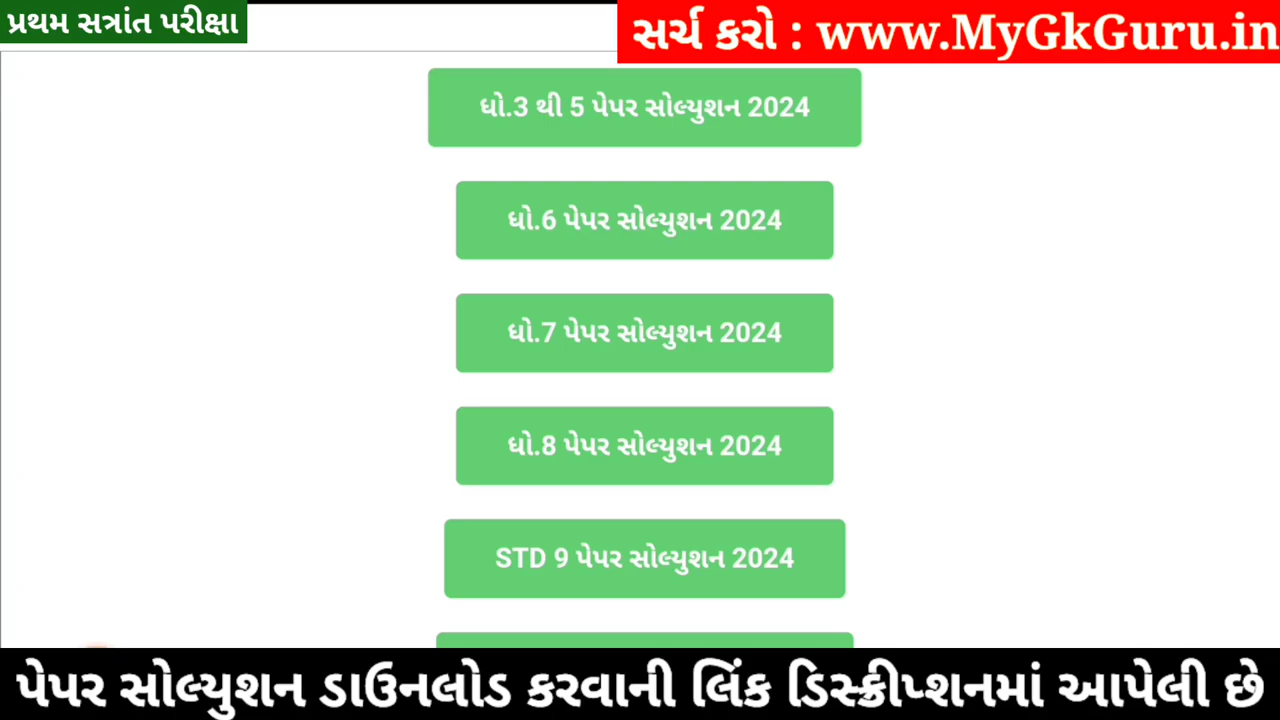 પ્રથમ સત્રાંત પરીક્ષા
સર્ચ કરો : www.MyGkGuru.in
ધો.3 થી 5 પેપર સોલ્યુશન 2024
ધો.6 પેપર સોલ્યુશન 2024
ધો.7 પેપર સોલ્યુશન 2024
ધો.8 પેપર સોલ્યુશન 2024
STD 9 પેપર સોલ્યુશન 2024
પેપર સોલ્યુશન ડાઉનલોડ કરવાની લિંક ડિસ્ક્રીપ્શનમાં આપેલી છે